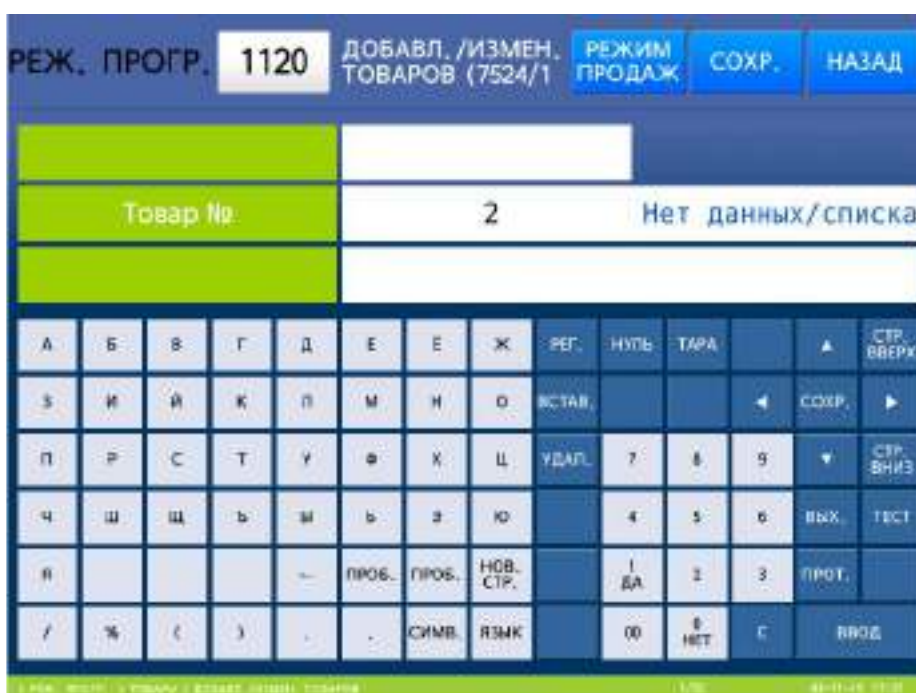 РЕЖ. ПРОГР. 1120 ДОБАВЛ./ИЗМЕН. ТОВАРОВ (7524/1 РЕЖИМ ПРОДАЖ СОХР. НАЗАД
Товар № 2 Нет данных/списка
А Б В Г Д Е Ё Ж РЕГ. НУЛЬ ТАРА ▲ СТР. ВВЕРХ
З И Й К Л М Н О ВСТАВ. ◀ СОХР. ▶
П Р С Т У Ф Х Ц УДАЛ. 7 8 9 ▼ СТР. ВНИЗ
Ч Ш Щ Ъ Ы Ь Э Ю 4 5 6 ВЫХ. ТЕСТ
Я ← ПРОБ. ПРОБ. НОВ. СТР. 1 ДА 2 3 ПРОТ.
/ % ( ) СИМВ. ЯЗЫК 00 0 НЕТ С ВВОД